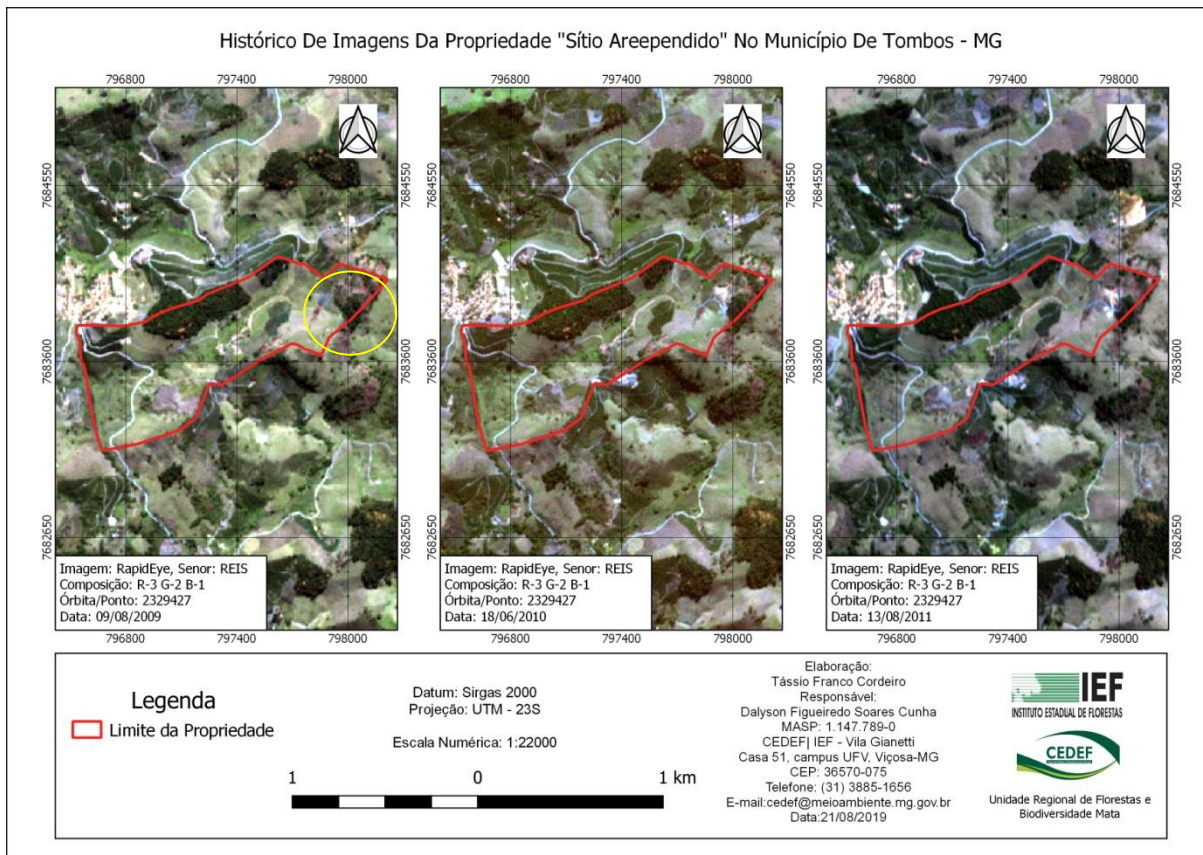 Histórico De Imagens Da Propriedade "Sítio Areependido" No Município De Tombos - MG
796800 797400 798000
796800 797400 798000
796800 797400 798000
7684550
7683600
7682650
7684550
7683600
7682650
7684550
7683600
7682650
7684550
7683600
7682650
Imagem: RapidEye, Senor: REIS
Composição: R-3 G-2 B-1
Órbita/Ponto: 2329427
Data: 09/08/2009
Imagem: RapidEye, Senor: REIS
Composição: R-3 G-2 B-1
Órbita/Ponto: 2329427
Data: 18/06/2010
Imagem: RapidEye, Senor: REIS
Composição: R-3 G-2 B-1
Órbita/Ponto: 2329427
Data: 13/08/2011
796800 797400 798000
796800 797400 798000
796800 797400 798000
Legenda
Limite da Propriedade
Datum: Sirgas 2000
Projeção: UTM - 23S
Escala Numérica: 1:22000
1 0 1 km
Elaboração:
Tássio Franco Cordeiro
Responsável:
Dalyson Figueiredo Soares Cunha
MASP: 1.147.789-0
CEDEF| IEF - Vila Gianetti
Casa 51, campus UFV, Viçosa-MG
CEP: 36570-075
Telefone: (31) 3885-1656
E-mail:cedef@meioambiente.mg.gov.br
Data:21/08/2019
IEF
INSTITUTO ESTADUAL DE FLORESTAS
CEDEF
Unidade Regional de Florestas e
Biodiversidade Mata